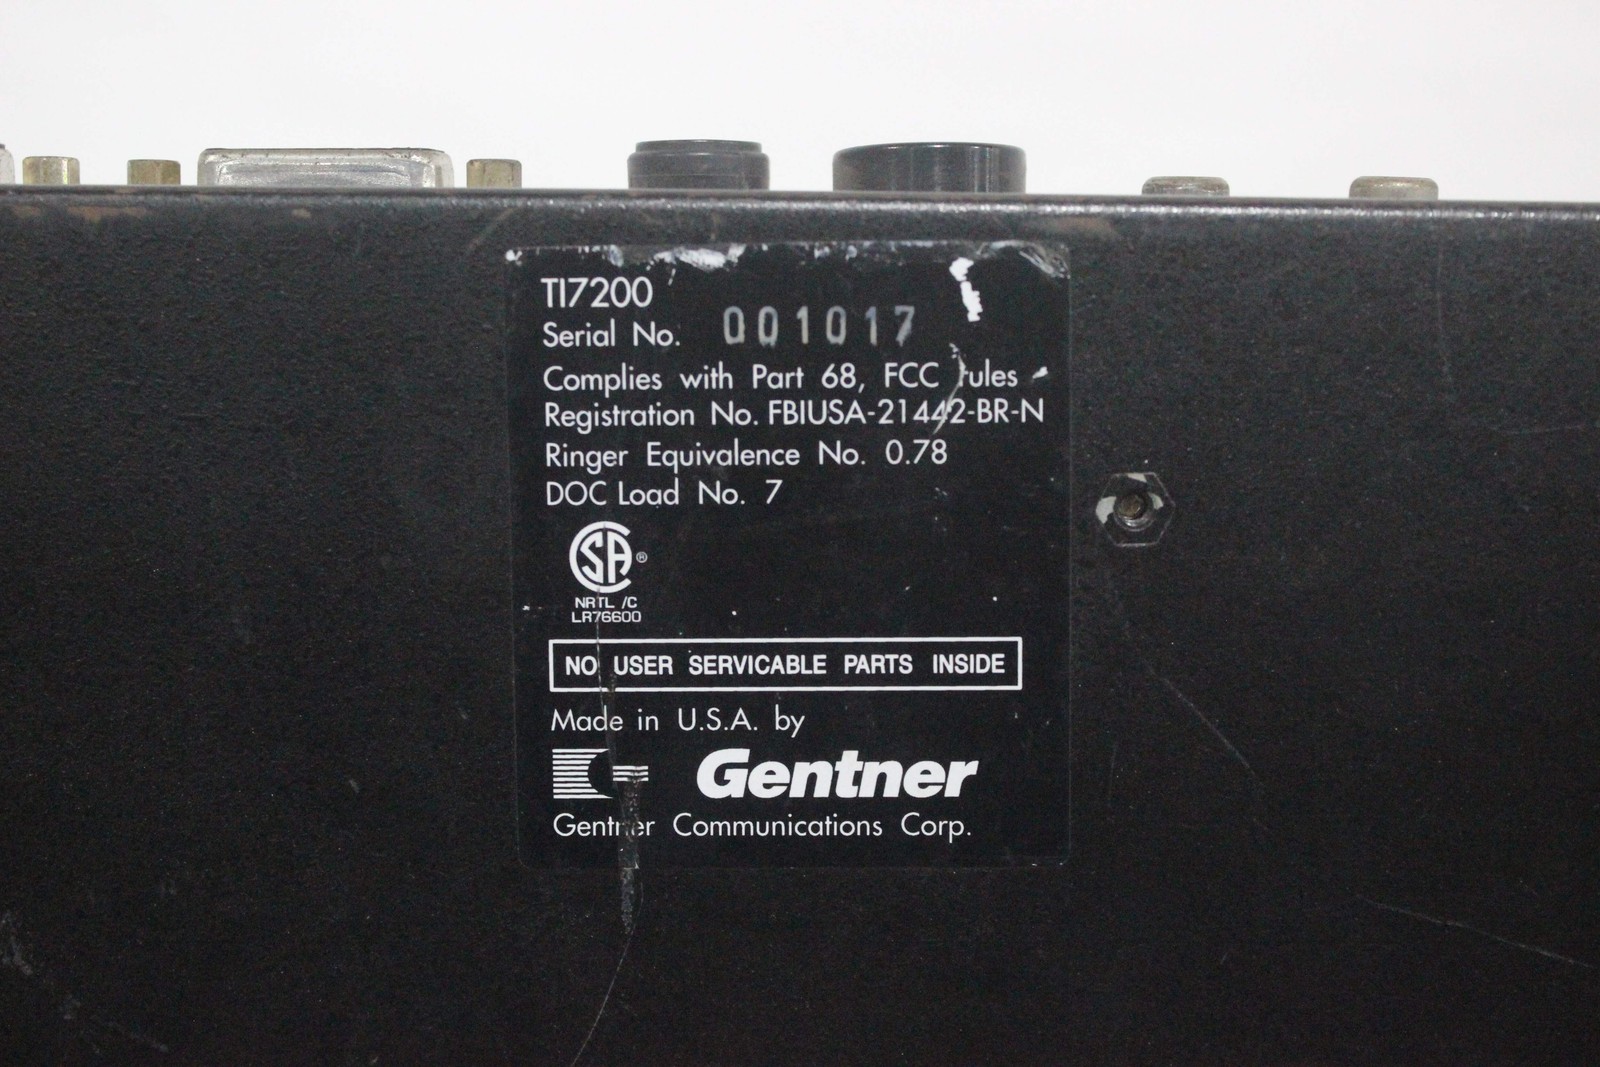 TI7200
Serial No. 001017
Complies with Part 68, FCC rules
Registration No. FBIUSA-21442-BR-N
Ringer Equivalence No. 0.78
DOC Load No. 7
SA®
NRTL /C
LR76600
NO USER SERVICABLE PARTS INSIDE
Made in U.S.A. by
Gentner
Gentner Communications Corp.